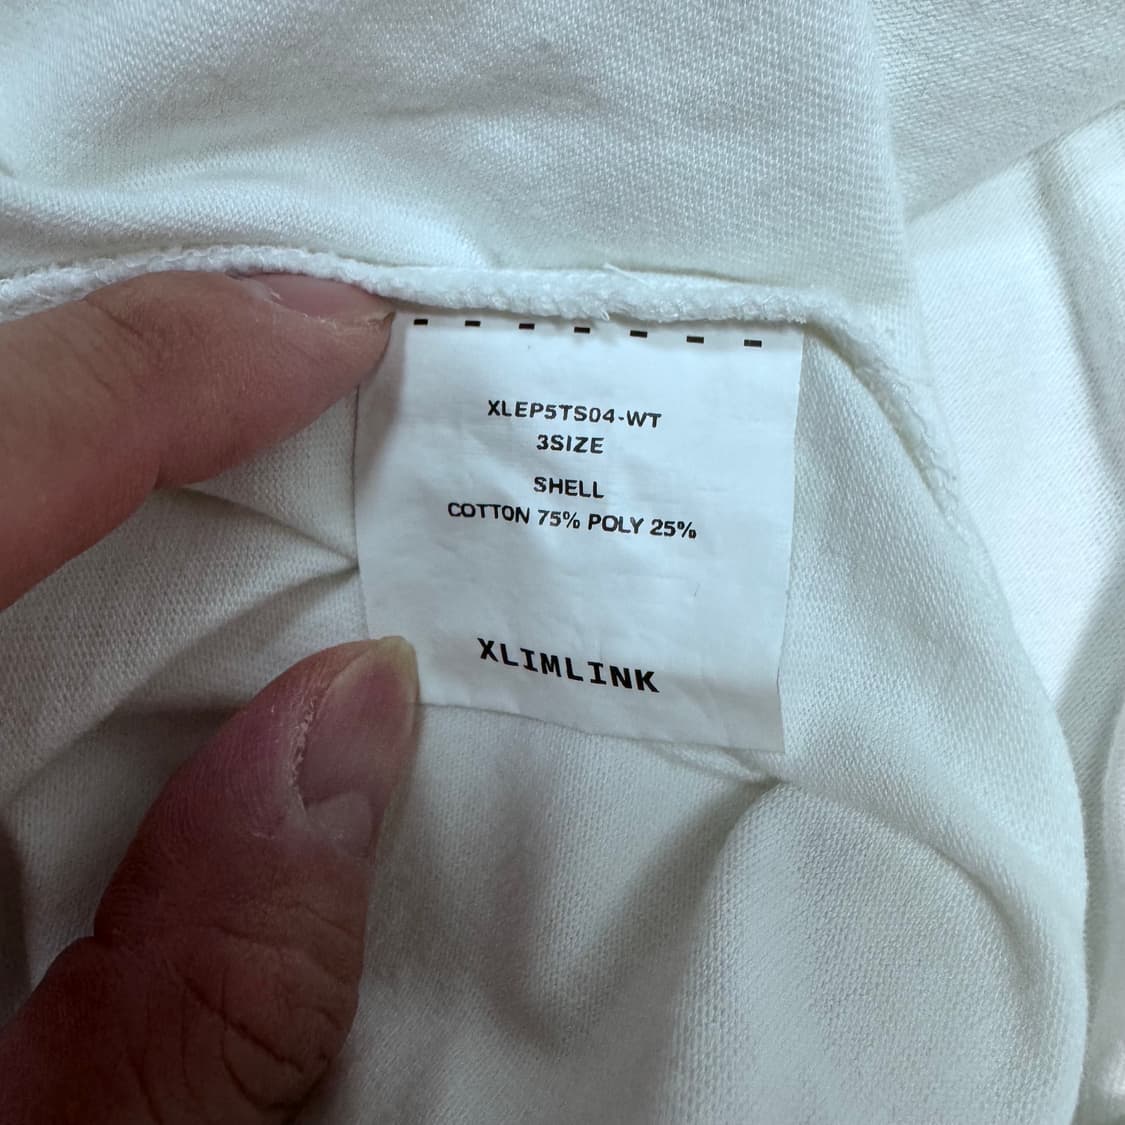 XLEP5TS04-WT
3SIZE
SHELL
COTTON 75% POLY 25%
XLIMLINK